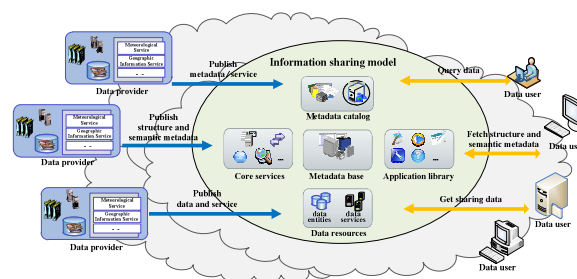 Meteorological
Service
Geographic
Information Service
- -
Data provider
Publish
metadata/service
Information sharing model
Metadata catalog
Query data
Data user
Meteorological
Service
Geographic
Information Service
- -
Data provider
Publish
structure and
semantic metadata
Core services
...
Metadata base
Application library
...
Fetch structure and
semantic metadata
Data us
Meteorological
Service
Geographic
Information Service
- -
Data provider
Publish
data and service
data
entities
data
services
Data resources
Get sharing data
Data user
Data user